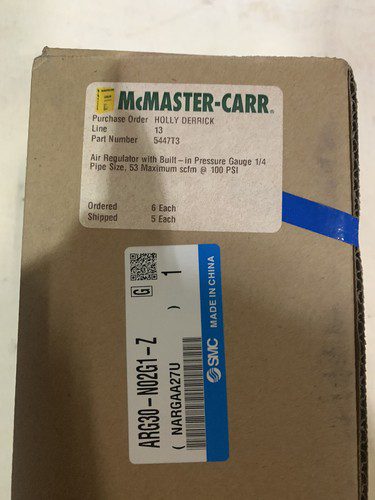 McMASTER-CARR®
Purchase Order HOLLY DERRICK
Line 13
Part Number 5447T3
Air Regulator with Built-in Pressure Gauge 1/4
Pipe Size, 53 Maximum scfm @ 100 PSI
Ordered 6 Each
Shipped 5 Each
ARG30-N02G1-Z
( NARGAA27U )
G 1
SMC MADE IN CHINA